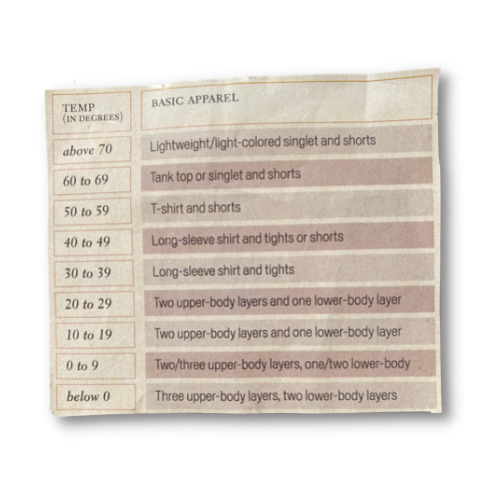 TEMP
(IN DEGREES)
BASIC APPAREL
above 70 Lightweight/light-colored singlet and shorts
60 to 69 Tank top or singlet and shorts
50 to 59 T-shirt and shorts
40 to 49 Long-sleeve shirt and tights or shorts
30 to 39 Long-sleeve shirt and tights
20 to 29 Two upper-body layers and one lower-body layer
10 to 19 Two upper-body layers and one lower-body layer
0 to 9 Two/three upper-body layers, one/two lower-body
below 0 Three upper-body layers, two lower-body layers